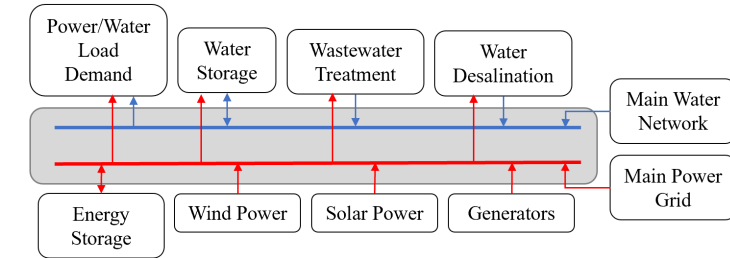 Power/Water
Load
Demand
Water
Storage
Wastewater
Treatment
Water
Desalination
Main Water
Network
Main Power
Grid
Energy
Storage
Wind Power
Solar Power
Generators